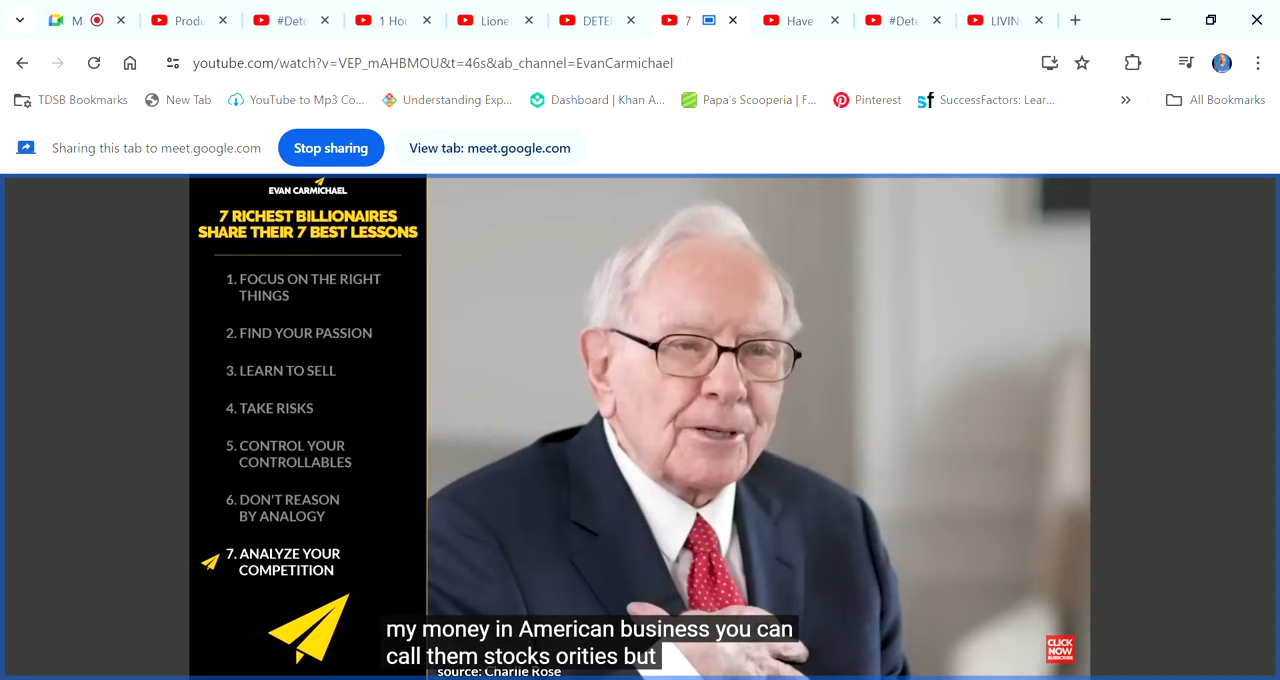 M
Produ
#Dete
1 Hou
Lione
DETER
7
Have
#Dete
LIVIN
youtube.com/watch?v=VEP_mAHBMOU&t=46s&ab_channel=EvanCarmichael
TDSB Bookmarks
New Tab
YouTube to Mp3 Co...
Understanding Exp...
Dashboard | Khan A...
Papa's Scooperia | F...
Pinterest
SuccessFactors: Lear...
All Bookmarks
Sharing this tab to meet.google.com
Stop sharing
View tab: meet.google.com
EVAN CARMICHAEL
7 RICHEST BILLIONAIRES
SHARE THEIR 7 BEST LESSONS
1. FOCUS ON THE RIGHT
THINGS
2. FIND YOUR PASSION
3. LEARN TO SELL
4. TAKE RISKS
5. CONTROL YOUR
CONTROLLABLES
6. DON'T REASON
BY ANALOGY
7. ANALYZE YOUR
COMPETITION
my money in American business you can
call them stocks orities but
source: Charlie Rose
CLICK
NOW
SUBSCRIBE